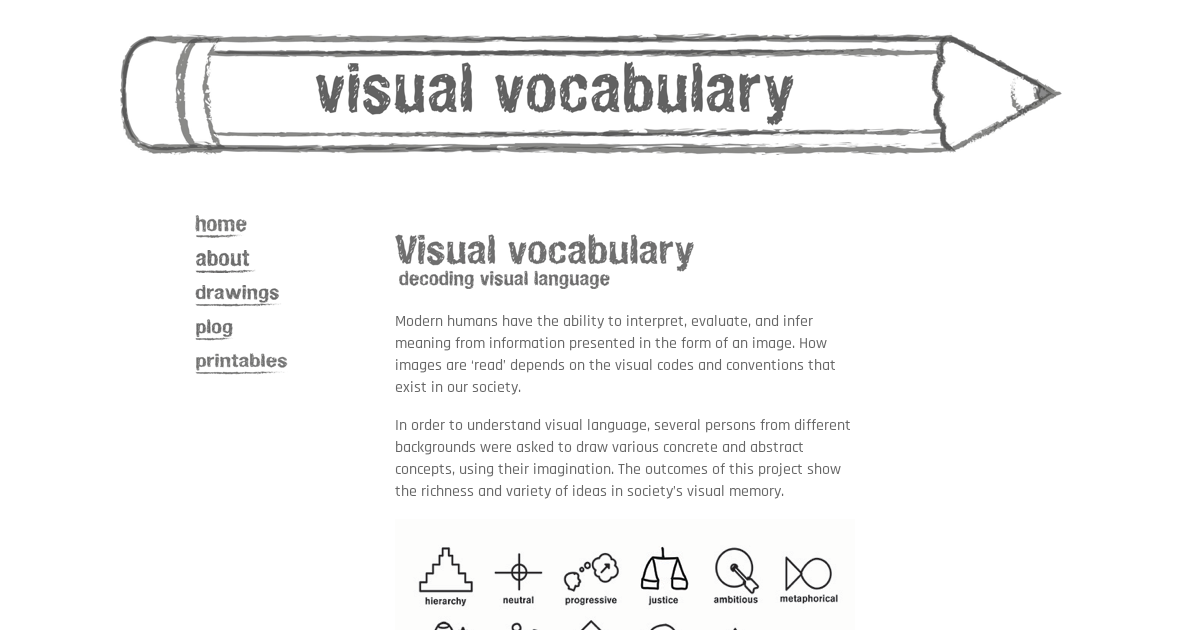 visual vocabulary
home
about
drawings
plog
printables
Visual vocabulary
decoding visual language
Modern humans have the ability to interpret, evaluate, and infer
meaning from information presented in the form of an image. How
images are ‘read’ depends on the visual codes and conventions that
exist in our society.
In order to understand visual language, several persons from different
backgrounds were asked to draw various concrete and abstract
concepts, using their imagination. The outcomes of this project show
the richness and variety of ideas in society’s visual memory.
hierarchy neutral progressive justice ambitious metaphorical